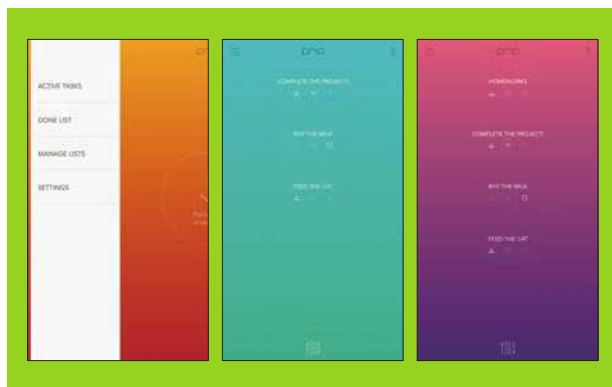 ACTIVE TASKS
DONE LIST
MANAGE LISTS
SETTINGS
COMPLETE THE PROJECT!
BUY THE MILK
FEED THE CAT
HOMEWORKS
COMPLETE THE PROJECT!
BUY THE MILK
FEED THE CAT